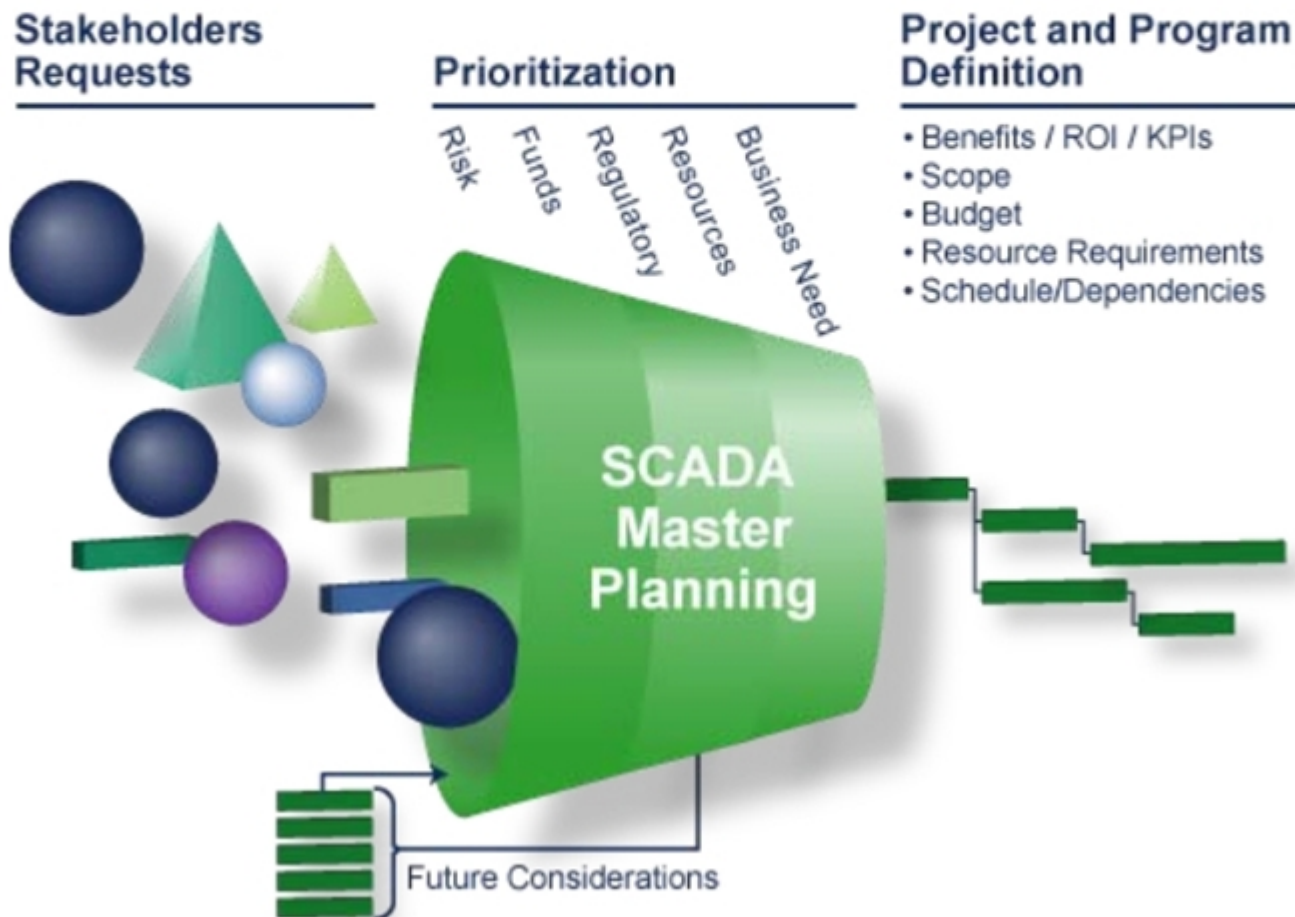 Stakeholders
Requests
Prioritization
Project and Program
Definition
Risk
Funds
Regulatory
Resources
Business Need
• Benefits / ROI / KPIs
• Scope
• Budget
• Resource Requirements
• Schedule/Dependencies
SCADA
Master
Planning
Future Considerations